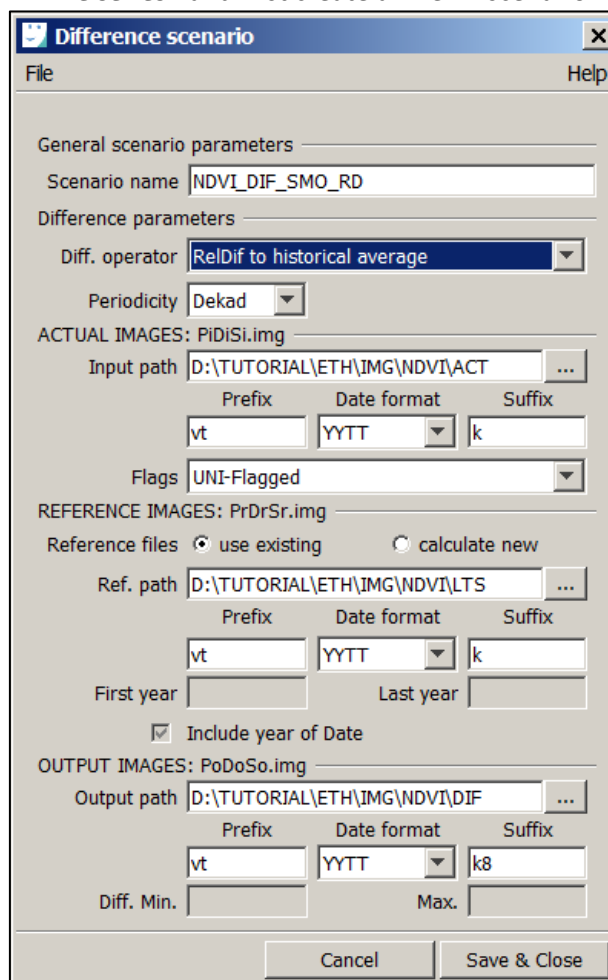 Difference scenario
File Help
General scenario parameters
Scenario name NDVI_DIF_SMO_RD
Difference parameters
Diff. operator RelDif to historical average
Periodicity Dekad
ACTUAL IMAGES: PiDiSi.img
Input path D:\TUTORIAL\ETH\IMG\NDVI\ACT ...
Prefix Date format Suffix
vt YYTT k
Flags UNI-Flagged
REFERENCE IMAGES: PrDrSr.img
Reference files use existing calculate new
Ref. path D:\TUTORIAL\ETH\IMG\NDVI\LTS ...
Prefix Date format Suffix
vt YYTT k
First year Last year
Include year of Date
OUTPUT IMAGES: PoDoSo.img
Output path D:\TUTORIAL\ETH\IMG\NDVI\DIF ...
Prefix Date format Suffix
vt YYTT k8
Diff. Min. Max.
Cancel Save & Close